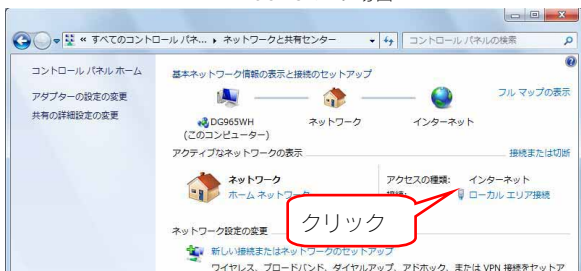 すべてのコントロール パネ... ▸ ネットワークと共有センター
コントロール パネルの検索
コントロール パネル ホーム
アダプターの設定の変更
共有の詳細設定の変更
基本ネットワーク情報の表示と接続のセットアップ
フル マップの表示
DG965WH
(このコンピューター)
ネットワーク
インターネット
アクティブなネットワークの表示
接続または切断
ネットワーク
ホーム ネットワーク
アクセスの種類: インターネット
ローカル エリア接続
クリック
ネットワーク設定の変更
新しい接続またはネットワークのセットアップ
ワイヤレス、ブロードバンド、ダイヤルアップ、アドホック、または VPN 接続をセットア